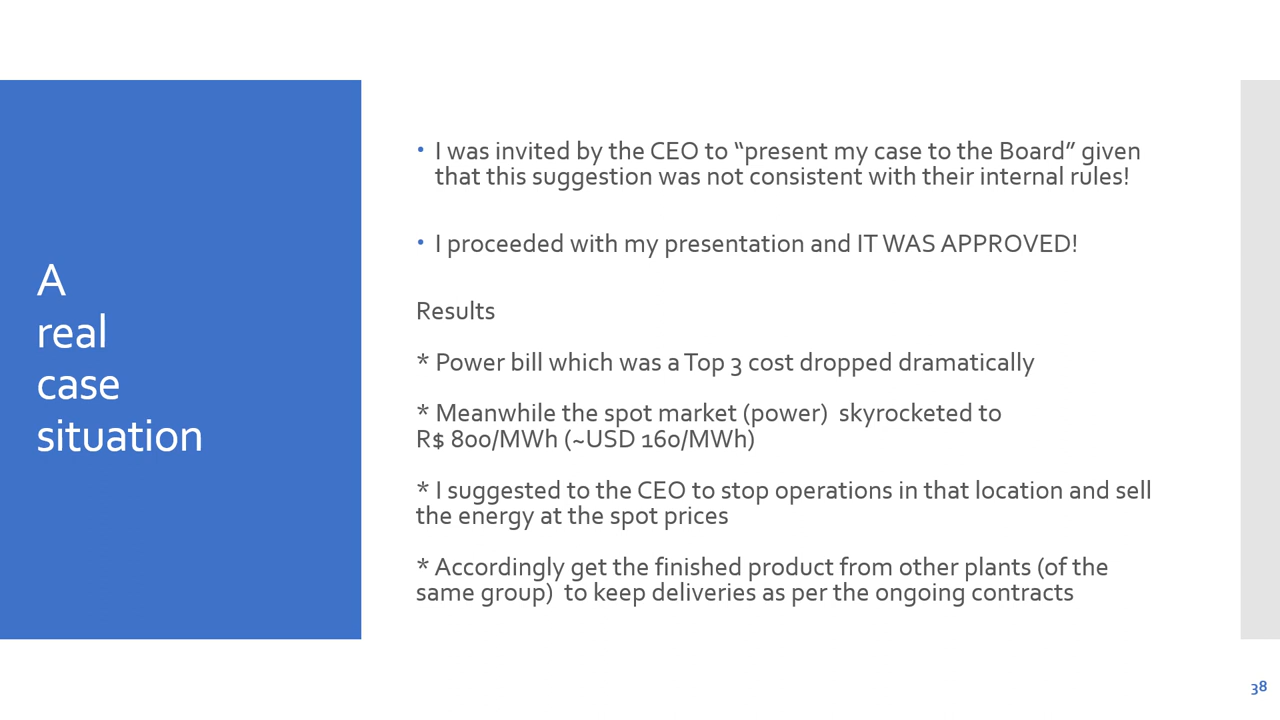 A
real
case
situation
• I was invited by the CEO to “present my case to the Board” given
that this suggestion was not consistent with their internal rules!
• I proceeded with my presentation and IT WAS APPROVED!
Results
* Power bill which was a Top 3 cost dropped dramatically
* Meanwhile the spot market (power)  skyrocketed to
R$ 800/MWh (~USD 160/MWh)
* I suggested to the CEO to stop operations in that location and sell
the energy at the spot prices
* Accordingly get the finished product from other plants (of the
same group)  to keep deliveries as per the ongoing contracts
38